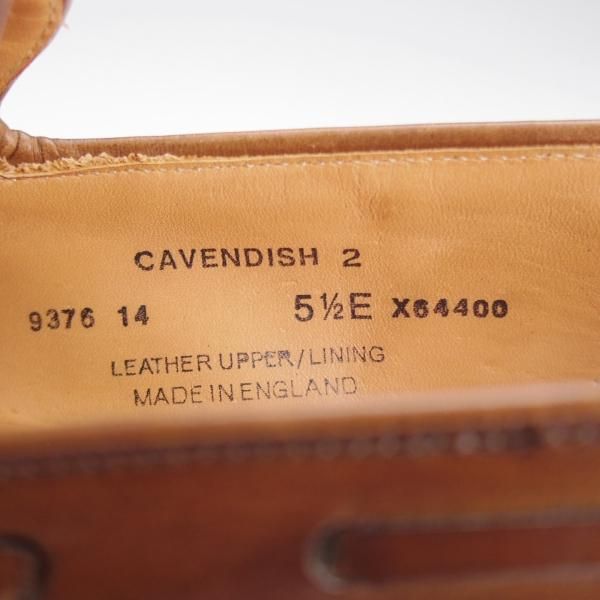 CAVENDISH 2
9376 14 5½E X64400
LEATHER UPPER/LINING
MADE IN ENGLAND